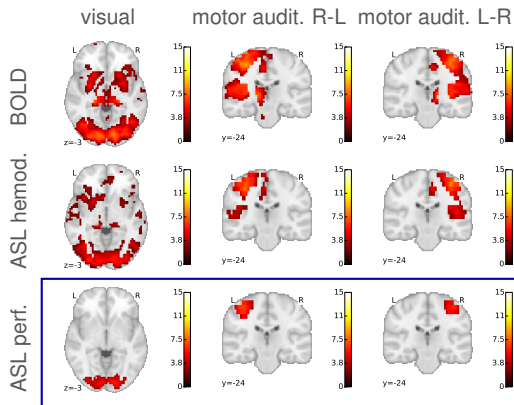 visual motor audit. R-L motor audit. L-R
BOLD
L R 15 11 7.5 3.8 0 z=-3
L R 15 11 7.5 3.8 0 y=-24
L R 15 11 7.5 3.8 0 y=-24
ASL hemod.
L R 15 11 7.5 3.8 0 z=-3
L R 15 11 7.5 3.8 0 y=-24
L R 15 11 7.5 3.8 0 y=-24
ASL perf.
L R 15 11 7.5 3.8 0 z=-3
L R 15 11 7.5 3.8 0 y=-24
L R 15 11 7.5 3.8 0 y=-24